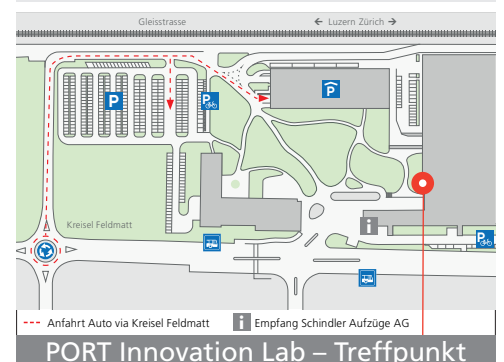 Gleisstrasse
← Luzern Zürich →
P
P
P
Kreisel Feldmatt
i
P
Anfahrt Auto via Kreisel Feldmatt
i Empfang Schindler Aufzüge AG
PORT Innovation Lab – Treffpunkt